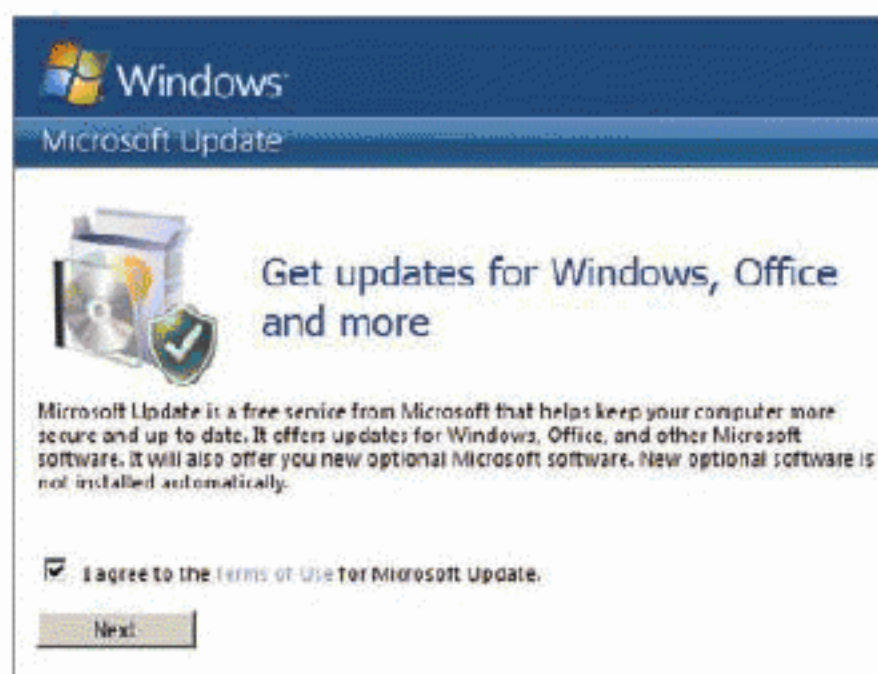 Windows
Microsoft Update
Get updates for Windows, Office
and more
Microsoft Update is a free service from Microsoft that helps keep your computer more
secure and up to date. It offers updates for Windows, Office, and other Microsoft
software. It will also offer you new optional Microsoft software. New optional software is
not installed automatically.
I agree to the Terms of Use for Microsoft Update.
Next